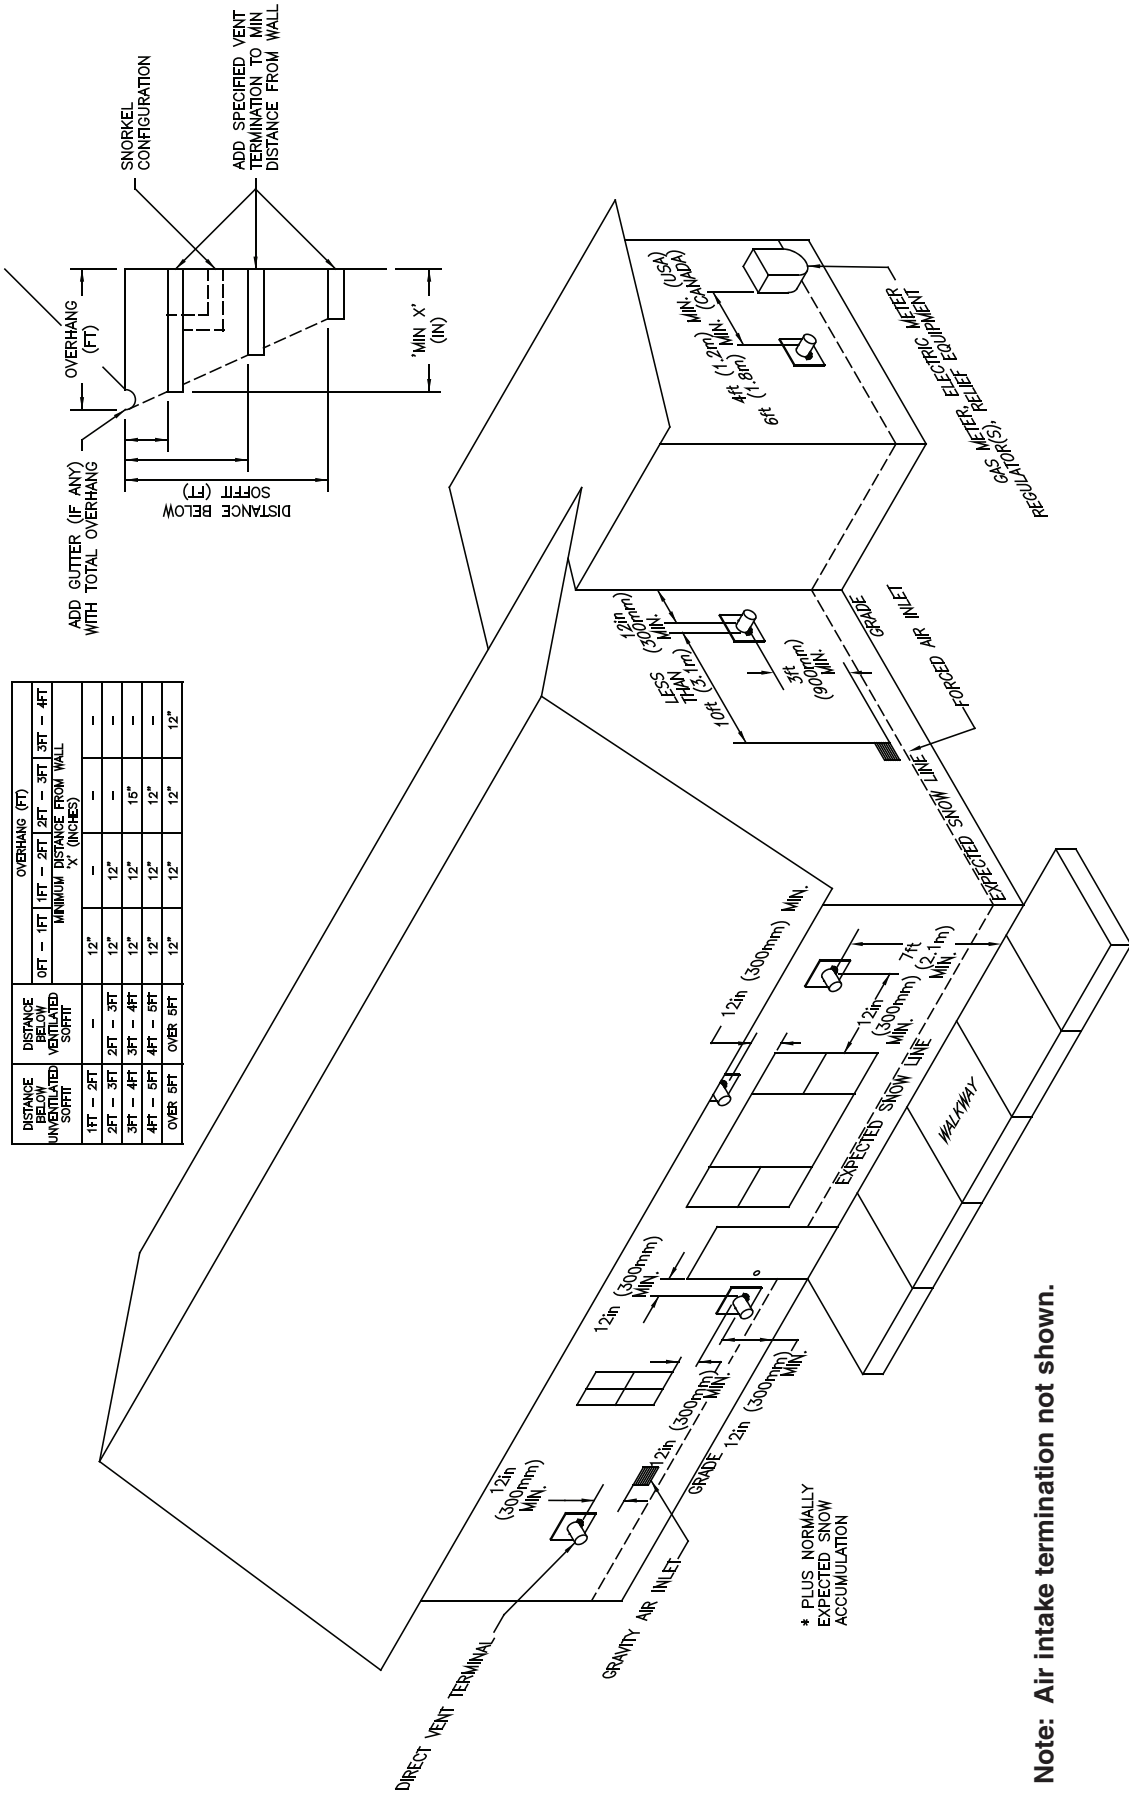 DISTANCE BELOW UNVENTILATED SOFFIT
DISTANCE BELOW VENTILATED SOFFIT
OVERHANG (FT)
0FT - 1FT 1FT - 2FT 2FT - 3FT 3FT - 4FT
MINIMUM DISTANCE FROM WALL
'X' (INCHES)
1FT - 2FT - 12" - - -
2FT - 3FT 2FT - 3FT 12" 12" - -
3FT - 4FT 3FT - 4FT 12" 12" 15" -
4FT - 5FT 4FT - 5FT 12" 12" 12" -
OVER 5FT OVER 5FT 12" 12" 12" 12"
ADD GUTTER (IF ANY)
WITH TOTAL OVERHANG
OVERHANG
(FT)
DISTANCE BELOW
SOFFIT (FT)
'MIN X'
(IN)
SNORKEL
CONFIGURATION
ADD SPECIFIED VENT
TERMINATION TO MIN
DISTANCE FROM WALL
DIRECT VENT TERMINAL
12in
(300mm)
MIN.
GRAVITY AIR INLET
12in (300mm)
MIN.
12in (300mm)
MIN.
GRADE
12in (300mm)
MIN.
12in (300mm) MIN.
EXPECTED SNOW LINE
12in
(300mm)
MIN.
7ft
(2.1m)
MIN.
WALKWAY
EXPECTED SNOW LINE
12in
(300mm)
MIN.
LESS
THAN
10ft (3.1m)
3ft
(900mm)
MIN.
GRADE
FORCED AIR INLET
4ft (1.2m) MIN. (USA)
6ft (1.8m) MIN. (CANADA)
GAS METER, ELECTRIC METER
REGULATOR(S), RELIEF EQUIPMENT
* PLUS NORMALLY
EXPECTED SNOW
ACCUMULATION
Note: Air intake termination not shown.